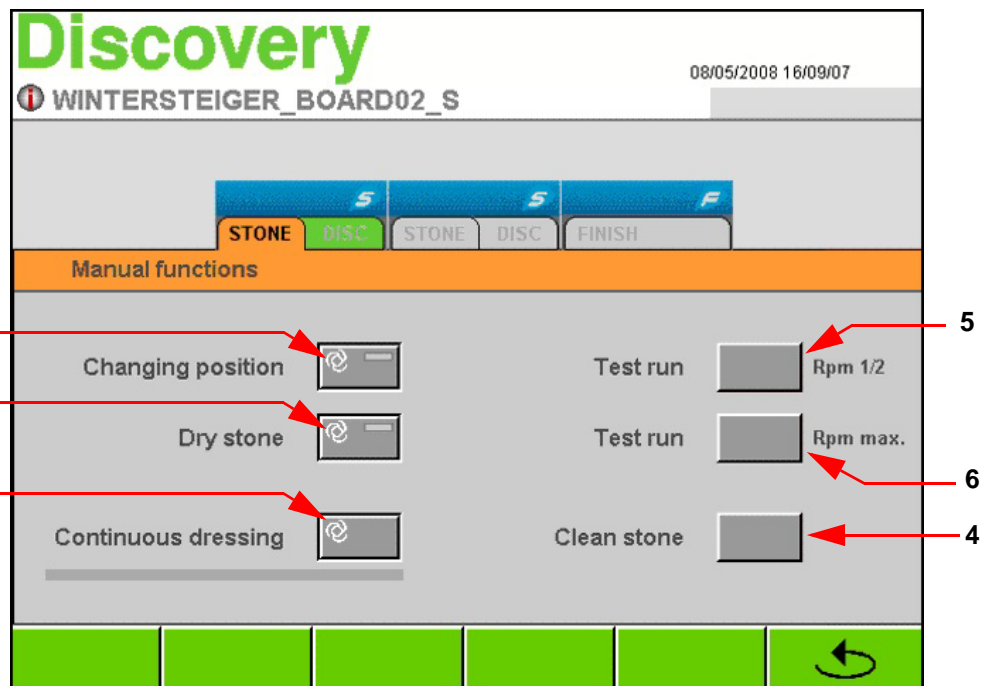 Discovery
08/05/2008 16/09/07
WINTERSTEIGER_BOARD02_S
S S F
STONE DISC STONE DISC FINISH
Manual functions
5
Changing position Test run Rpm 1/2
Dry stone Test run Rpm max.
6
Continuous dressing Clean stone 4